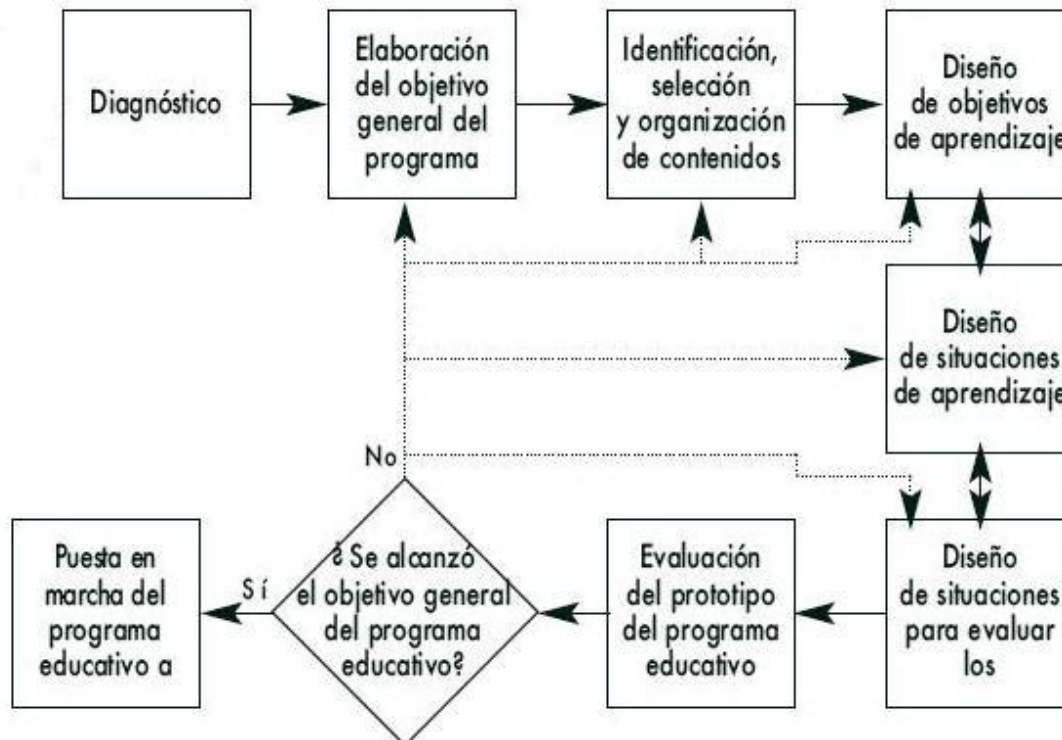 Diagnóstico
Elaboración
del objetivo
general del
programa
Identificación,
selección
y organización
de contenidos
Diseño
de objetivos
de aprendizaje
Diseño
de situaciones
de aprendizaje
Diseño
de situaciones
para evaluar
los
Evaluación
del prototipo
del programa
educativo
No
¿Se alcanzó
el objetivo general
del programa
educativo?
Sí
Puesta en
marcha del
programa
educativo a